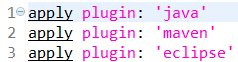 1 apply plugin: 'java'
2 apply plugin: 'maven'
3 apply plugin: 'eclipse'